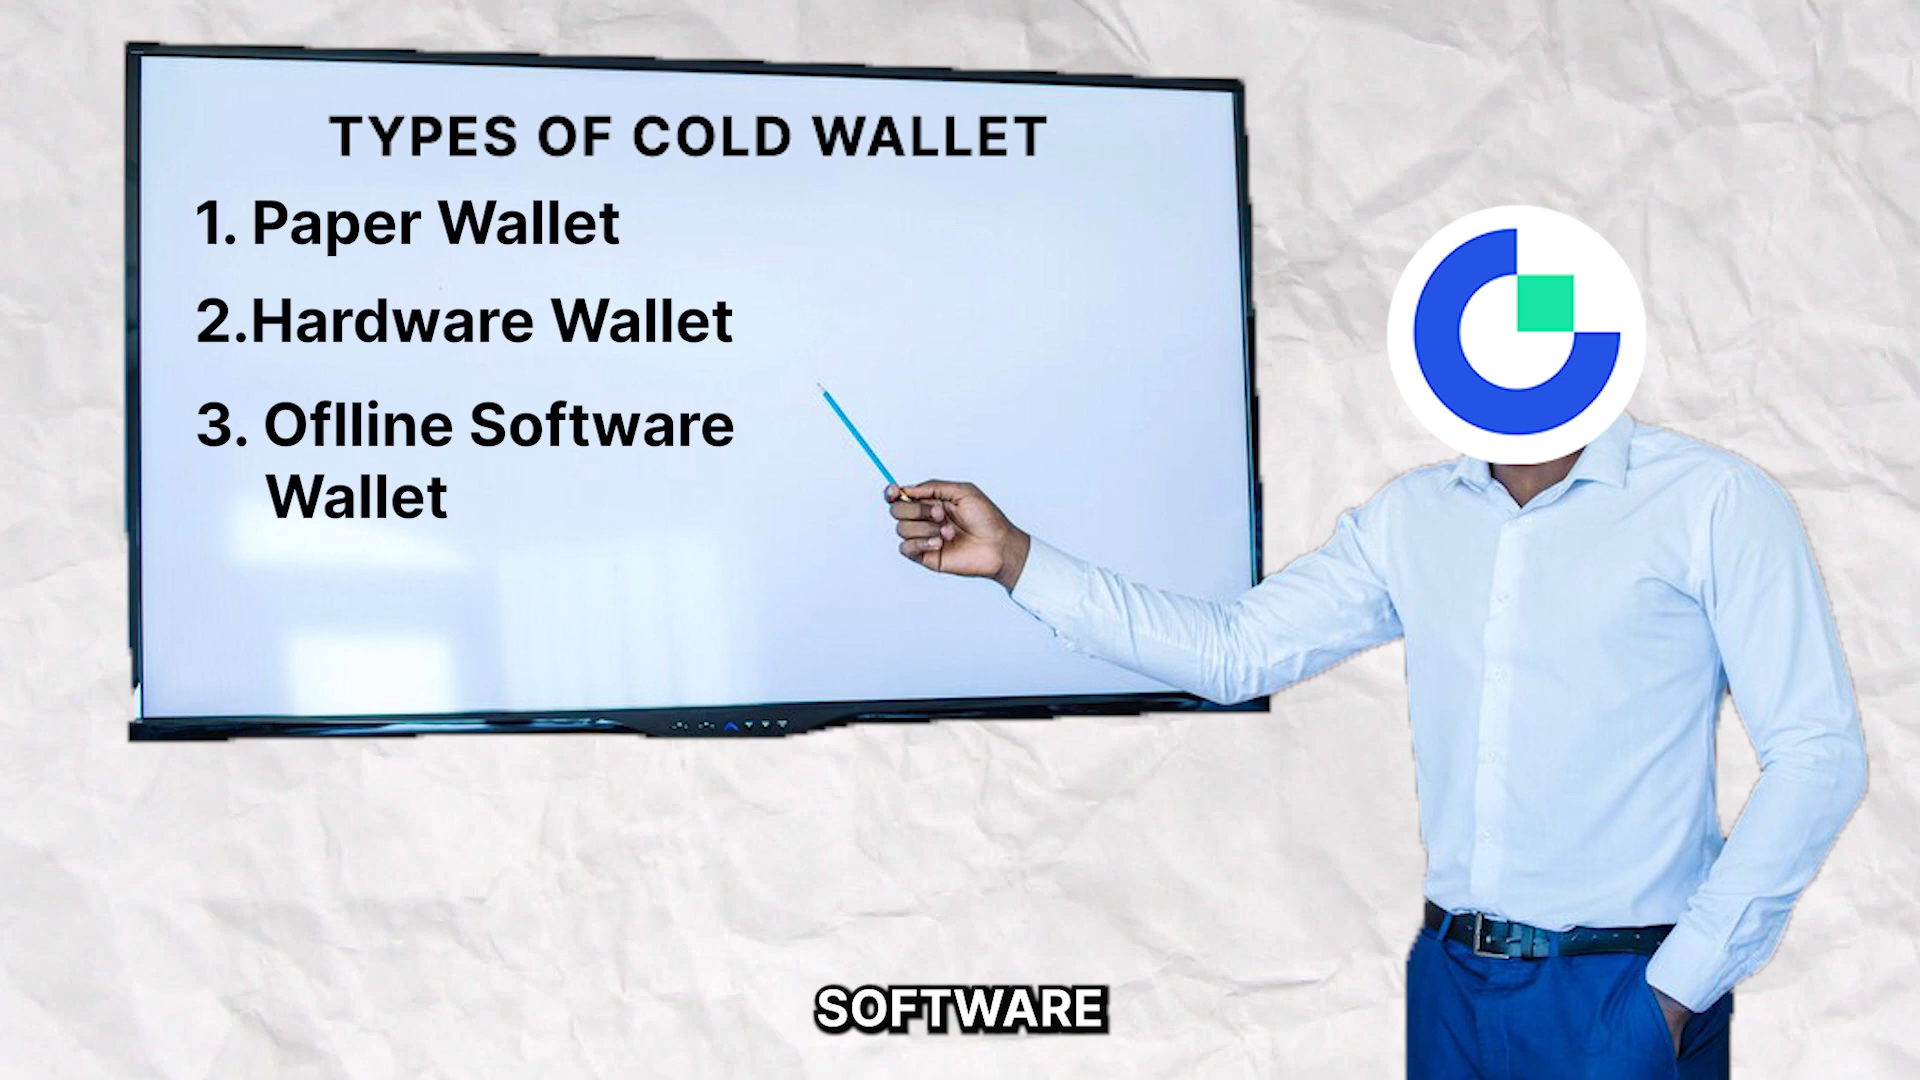 TYPES OF COLD WALLET
1. Paper Wallet
2.Hardware Wallet
3. Oflline Software
Wallet
SOFTWARE